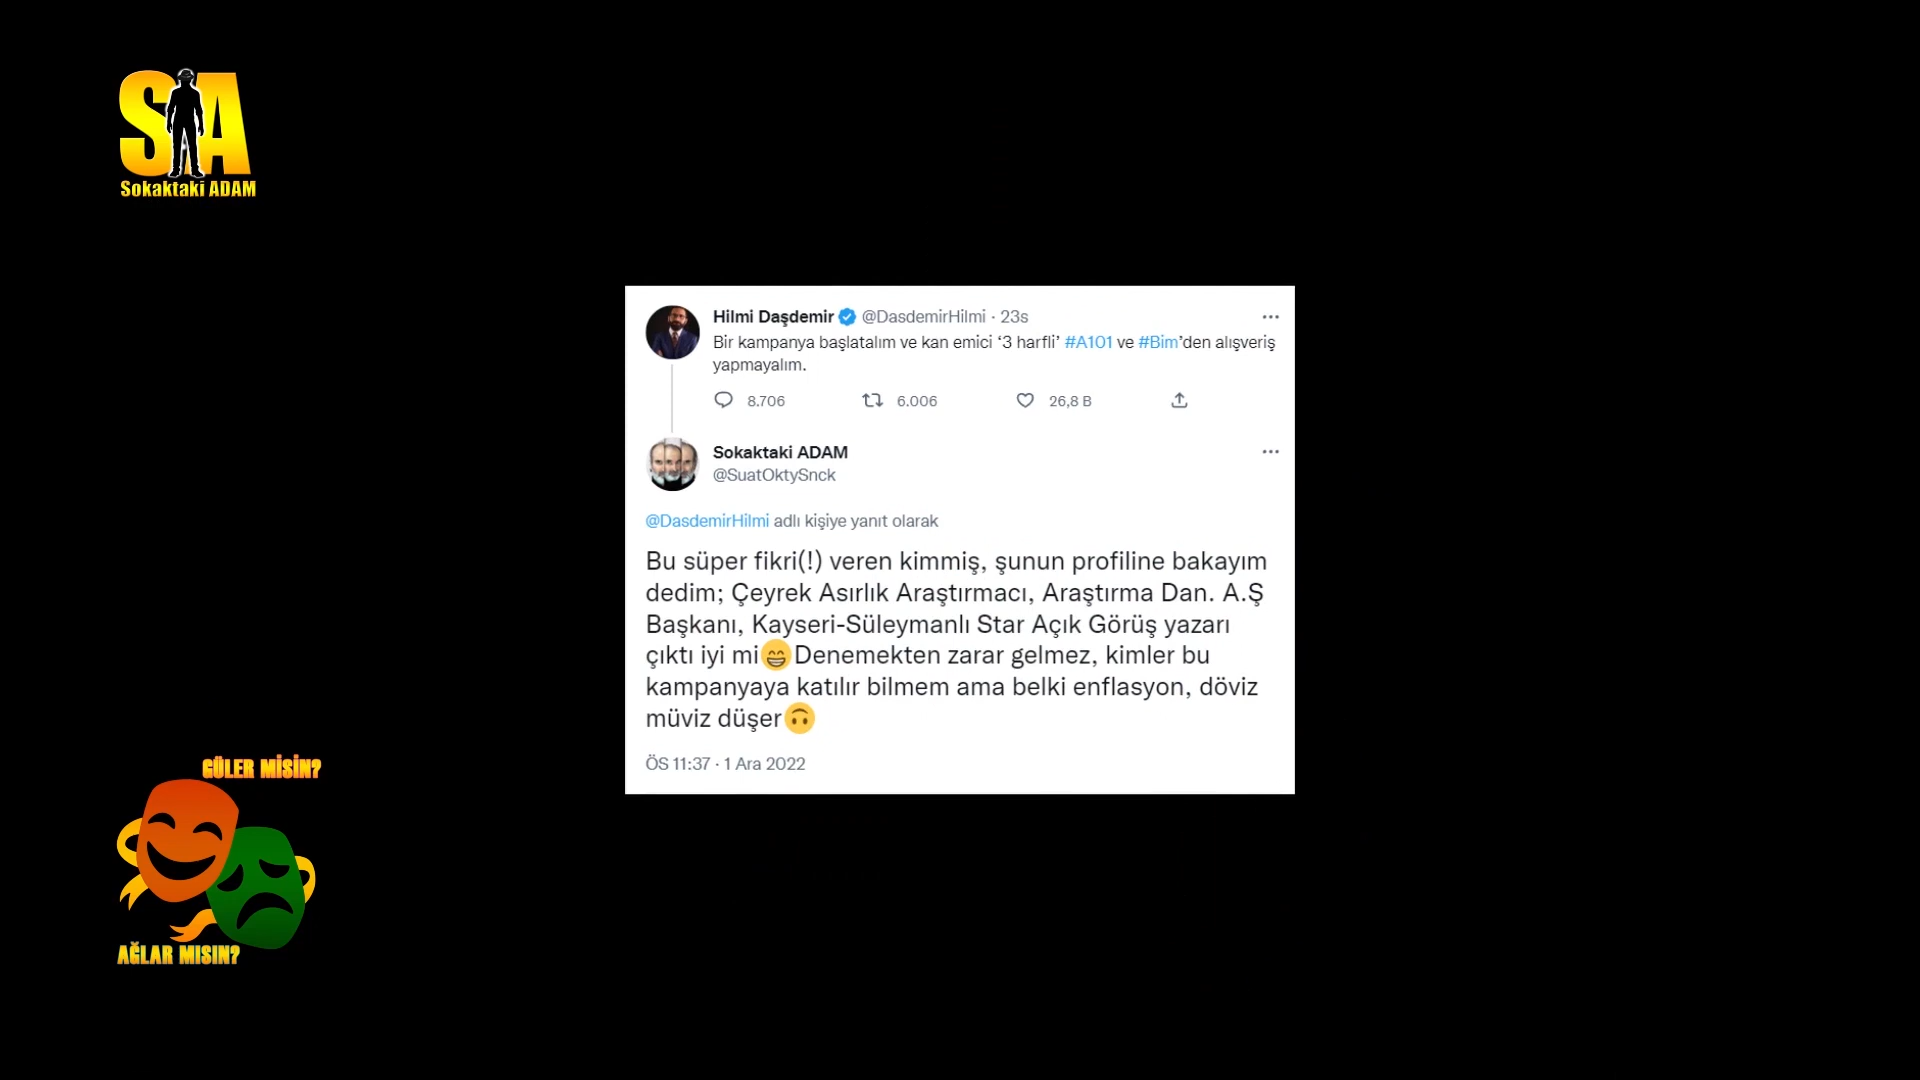 SA
Sokaktaki ADAM
Hilmi Daşdemir @DasdemirHilmi · 23s
Bir kampanya başlatalım ve kan emici ‘3 harfli’ #A101 ve #Bim’den alışveriş
yapmayalım.
8.706 6.006 26,8 B
Sokaktaki ADAM
@SuatOktySnck
@DasdemirHilmi adlı kişiye yanıt olarak
Bu süper fikri(!) veren kimmiş, şunun profiline bakayım
dedim; Çeyrek Asırlık Araştırmacı, Araştırma Dan. A.Ş
Başkanı, Kayseri-Süleymanlı Star Açık Görüş yazarı
çıktı iyi mi😁Denemekten zarar gelmez, kimler bu
kampanyaya katılır bilmem ama belki enflasyon, döviz
müviz düşer🙃
ÖS 11:37 · 1 Ara 2022
GÜLER MİSİN?
AĞLAR MISIN?